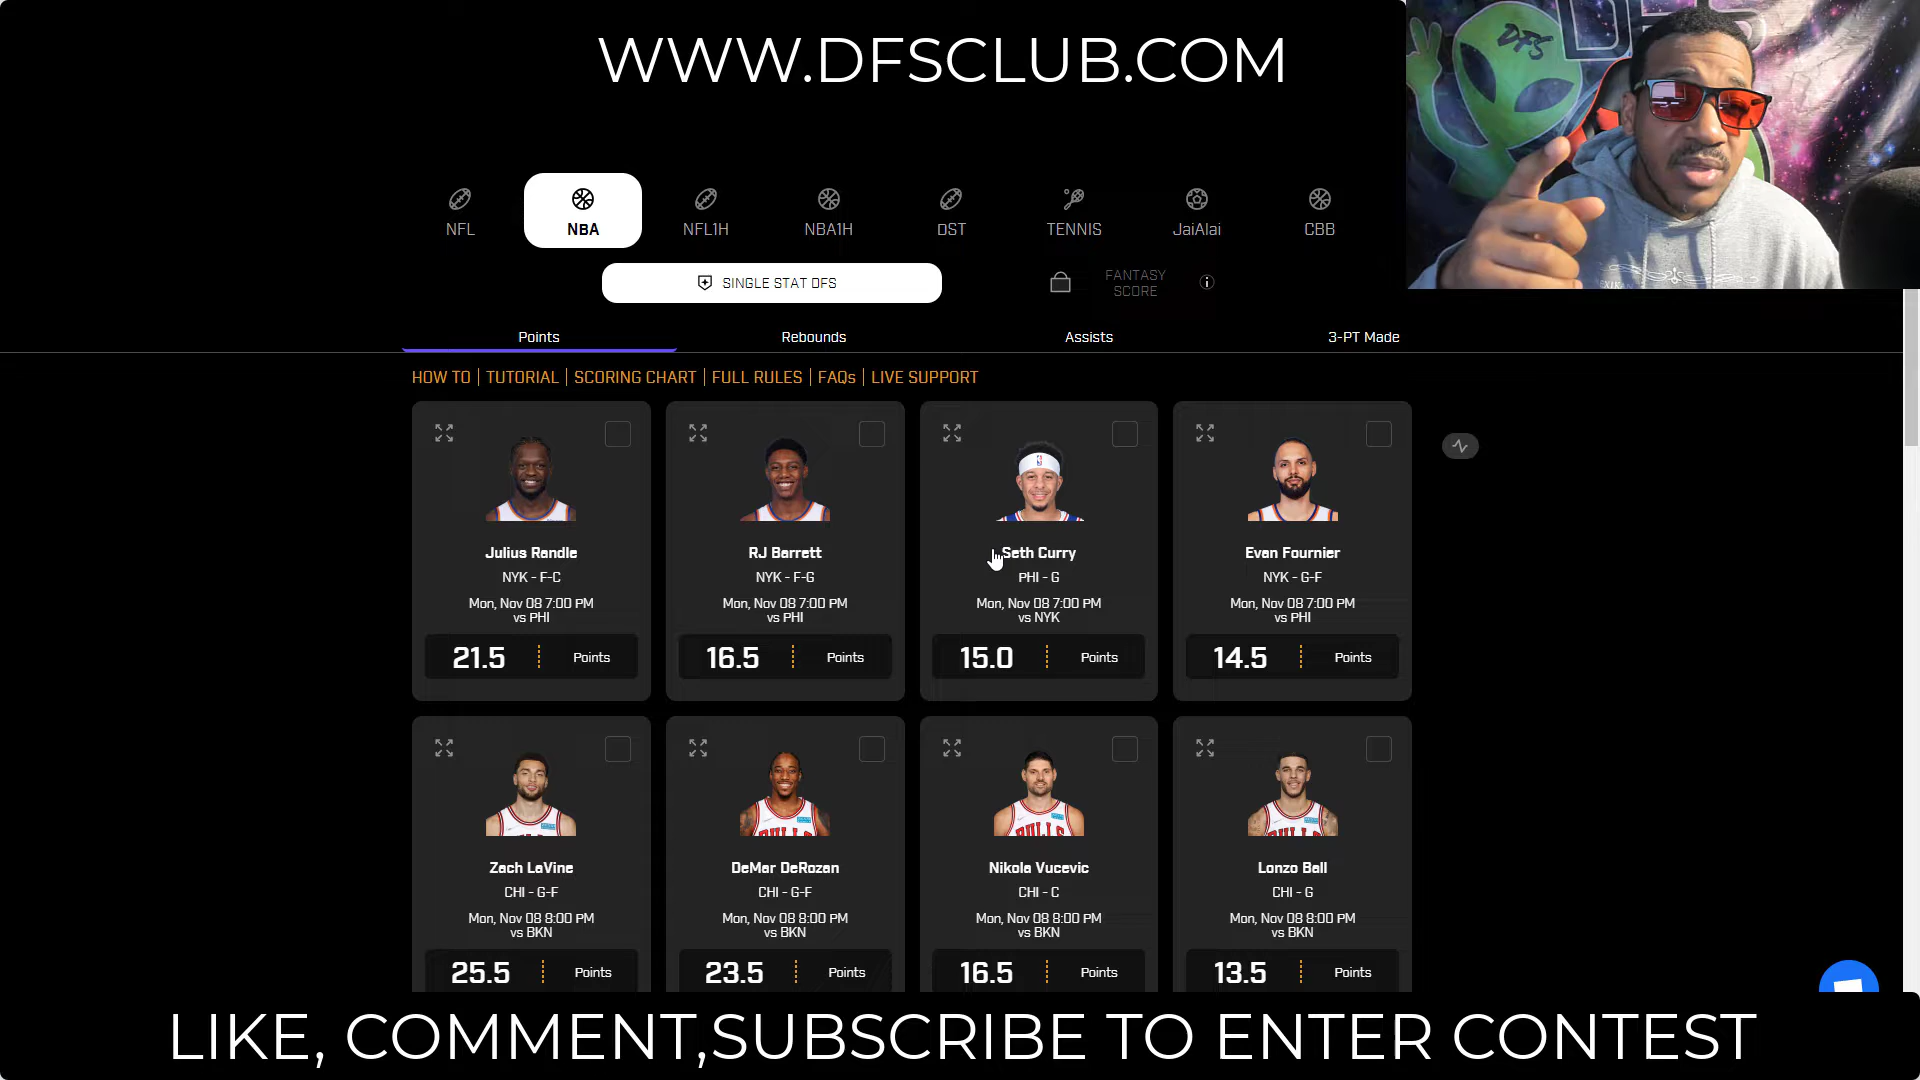 WWW.DFSCLUB.COM
DFS
NFL
NBA
NFL1H
NBA1H
DST
TENNIS
JaiAlai
CBB
SINGLE STAT DFS
FANTASY
SCORE
Points
Rebounds
Assists
3-PT Made
HOW TO | TUTORIAL | SCORING CHART | FULL RULES | FAQs | LIVE SUPPORT
Julius Randle
NYK - F-C
Mon, Nov 08 7:00 PM
vs PHI
21.5 Points
RJ Barrett
NYK - F-G
Mon, Nov 08 7:00 PM
vs PHI
16.5 Points
Seth Curry
PHI - G
Mon, Nov 08 7:00 PM
vs NYK
15.0 Points
Evan Fournier
NYK - G-F
Mon, Nov 08 7:00 PM
vs PHI
14.5 Points
Zach LaVine
CHI - G-F
Mon, Nov 08 8:00 PM
vs BKN
25.5 Points
DeMar DeRozan
CHI - G-F
Mon, Nov 08 8:00 PM
vs BKN
23.5 Points
Nikola Vucevic
CHI - C
Mon, Nov 08 8:00 PM
vs BKN
16.5 Points
Lonzo Ball
CHI - G
Mon, Nov 08 8:00 PM
vs BKN
13.5 Points
LIKE, COMMENT,SUBSCRIBE TO ENTER CONTEST